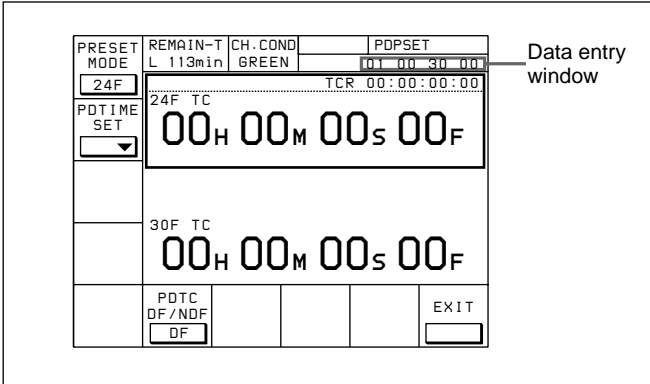 PRESET MODE
24F
PDTIME SET
REMAIN-T
L 113min
CH.COND
GREEN
PDPSET
01 00 30 00
Data entry window
TCR 00:00:00:00
24F TC
00H 00M 00S 00F
30F TC
00H 00M 00S 00F
PDTC
DF/NDF
DF
EXIT